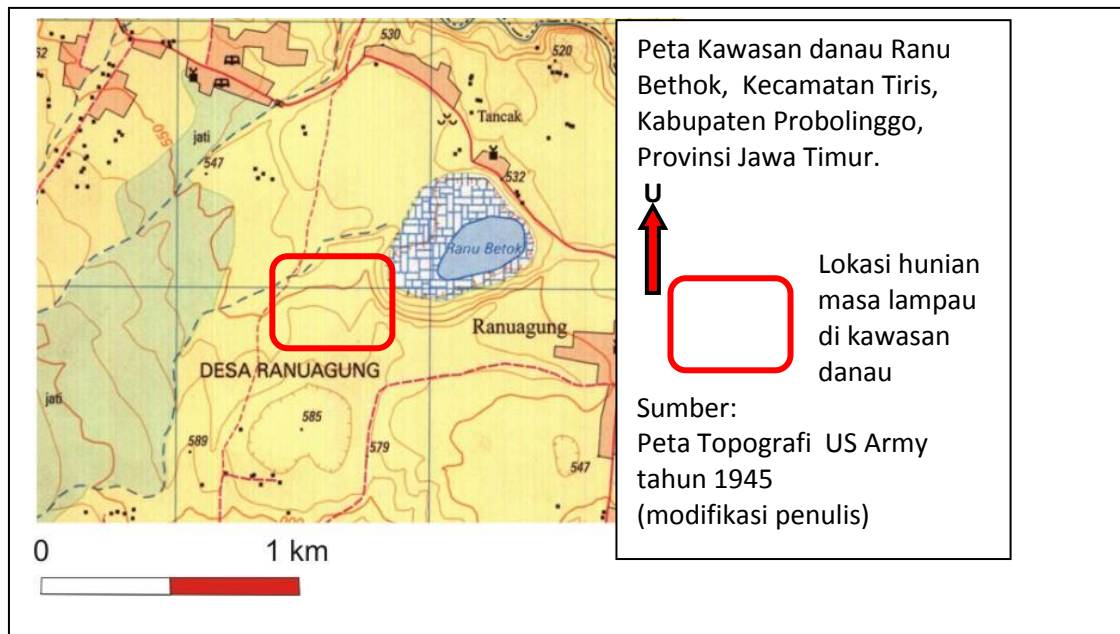 530
520
Tancak
jati
550
547
532
Ranu Betok
Ranuagung
DESA RANUAGUNG
jati
585
589
579
547
0 1 km
Peta Kawasan danau Ranu
Bethok, Kecamatan Tiris,
Kabupaten Probolinggo,
Provinsi Jawa Timur.
U
Lokasi hunian
masa lampau
di kawasan
danau
Sumber:
Peta Topografi US Army
tahun 1945
(modifikasi penulis)